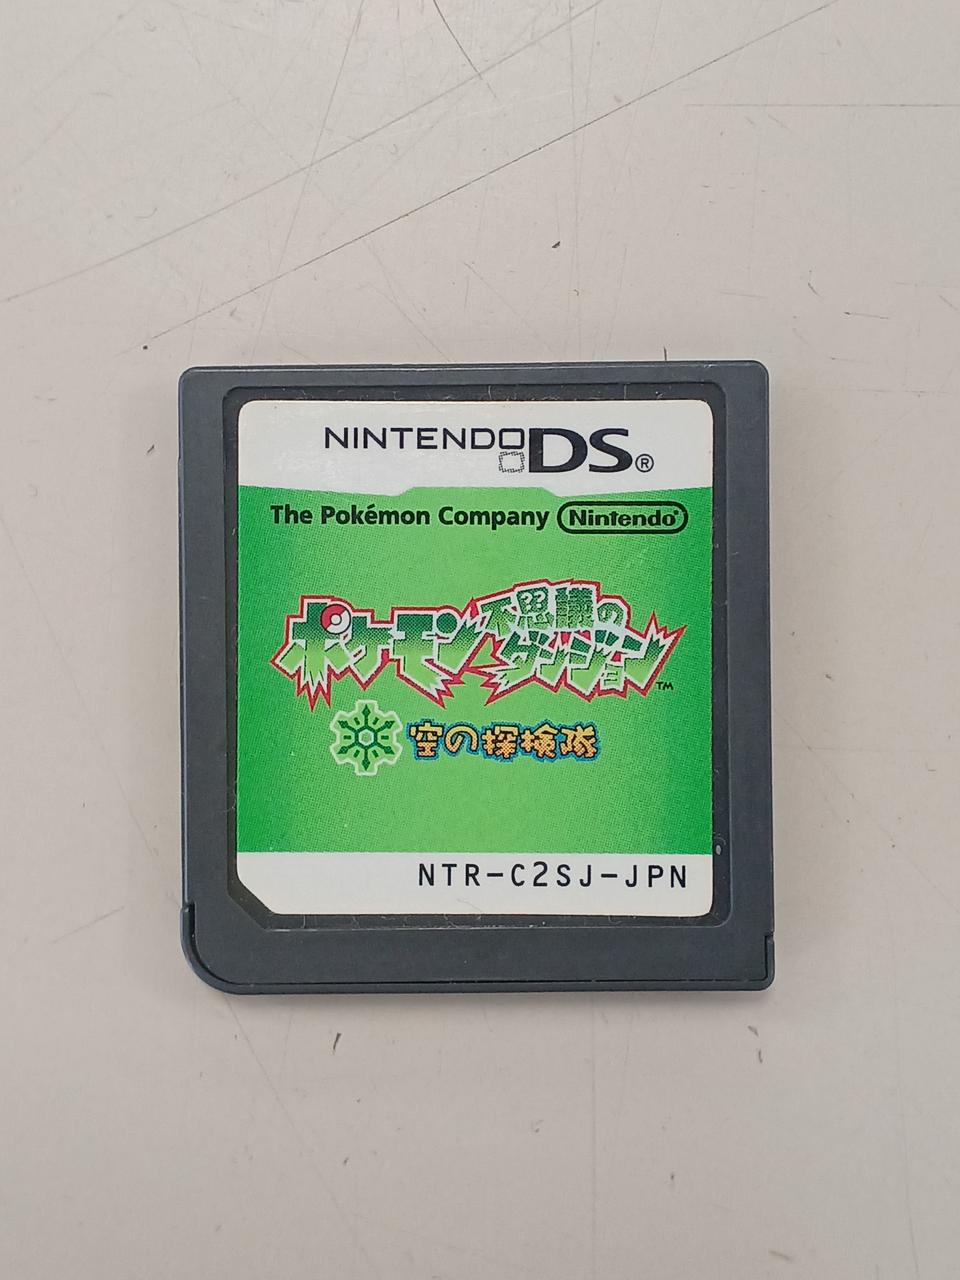 NINTENDO DS®
The Pokémon Company Nintendo®
ポケモン不思議のダンジョン™
空の探検隊
NTR-C2SJ-JPN